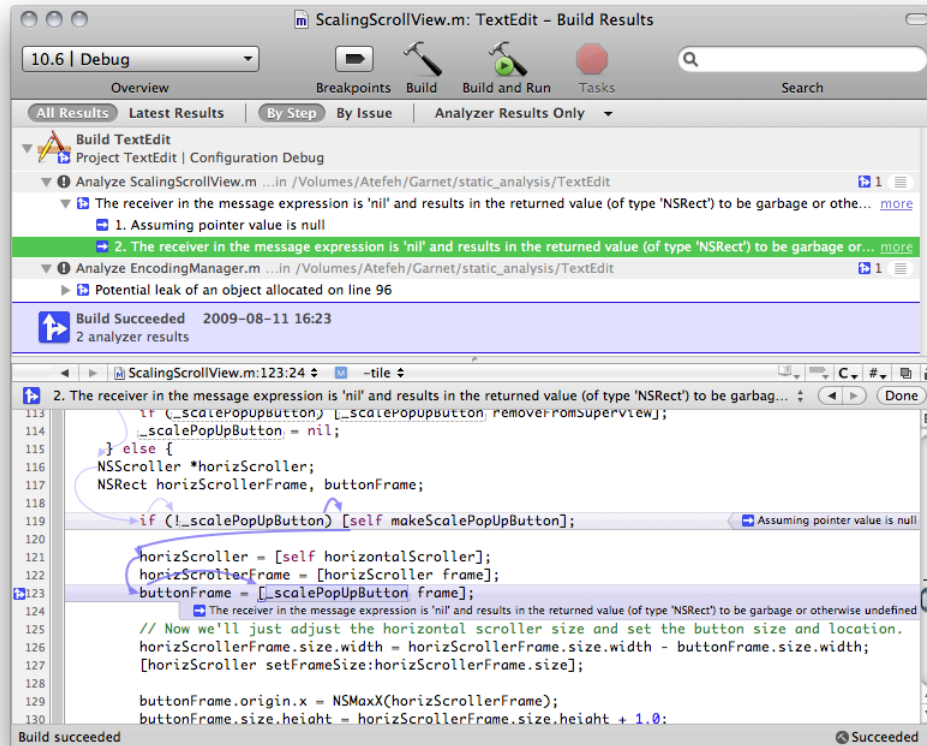 ScalingScrollView.m: TextEdit – Build Results
10.6 | Debug
Overview Breakpoints Build Build and Run Tasks Search
All Results Latest Results By Step By Issue Analyzer Results Only
Build TextEdit
Project TextEdit | Configuration Debug
Analyze ScalingScrollView.m ...in /Volumes/Atefeh/Garnet/static_analysis/TextEdit 1
The receiver in the message expression is 'nil' and results in the returned value (of type 'NSRect') to be garbage or othe... more
1. Assuming pointer value is null
2. The receiver in the message expression is 'nil' and results in the returned value (of type 'NSRect') to be garbage or... more
Analyze EncodingManager.m ...in /Volumes/Atefeh/Garnet/static_analysis/TextEdit 1
Potential leak of an object allocated on line 96
Build Succeeded 2009-08-11 16:23
2 analyzer results
ScalingScrollView.m:123:24 M -tile C #
2. The receiver in the message expression is 'nil' and results in the returned value (of type 'NSRect') to be garbag... Done
113 if (_scalePopUpButton) [_scalePopUpButton removeFromSuperview];
114 _scalePopUpButton = nil;
115 } else {
116 NSScroller *horizScroller;
117 NSRect horizScrollerFrame, buttonFrame;
118
119 if (!_scalePopUpButton) [self makeScalePopUpButton]; Assuming pointer value is null
120
121 horizScroller = [self horizontalScroller];
122 horizScrollerFrame = [horizScroller frame];
123 buttonFrame = [_scalePopUpButton frame];
124 The receiver in the message expression is 'nil' and results in the returned value (of type 'NSRect') to be garbage or otherwise undefined
125 // Now we'll just adjust the horizontal scroller size and set the button size and location.
126 horizScrollerFrame.size.width = horizScrollerFrame.size.width - buttonFrame.size.width;
127 [horizScroller setFrameSize:horizScrollerFrame.size];
128
129 buttonFrame.origin.x = NSMaxX(horizScrollerFrame);
130 buttonFrame.size.height = horizScrollerFrame.size.height + 1.0;
Build succeeded Succeeded